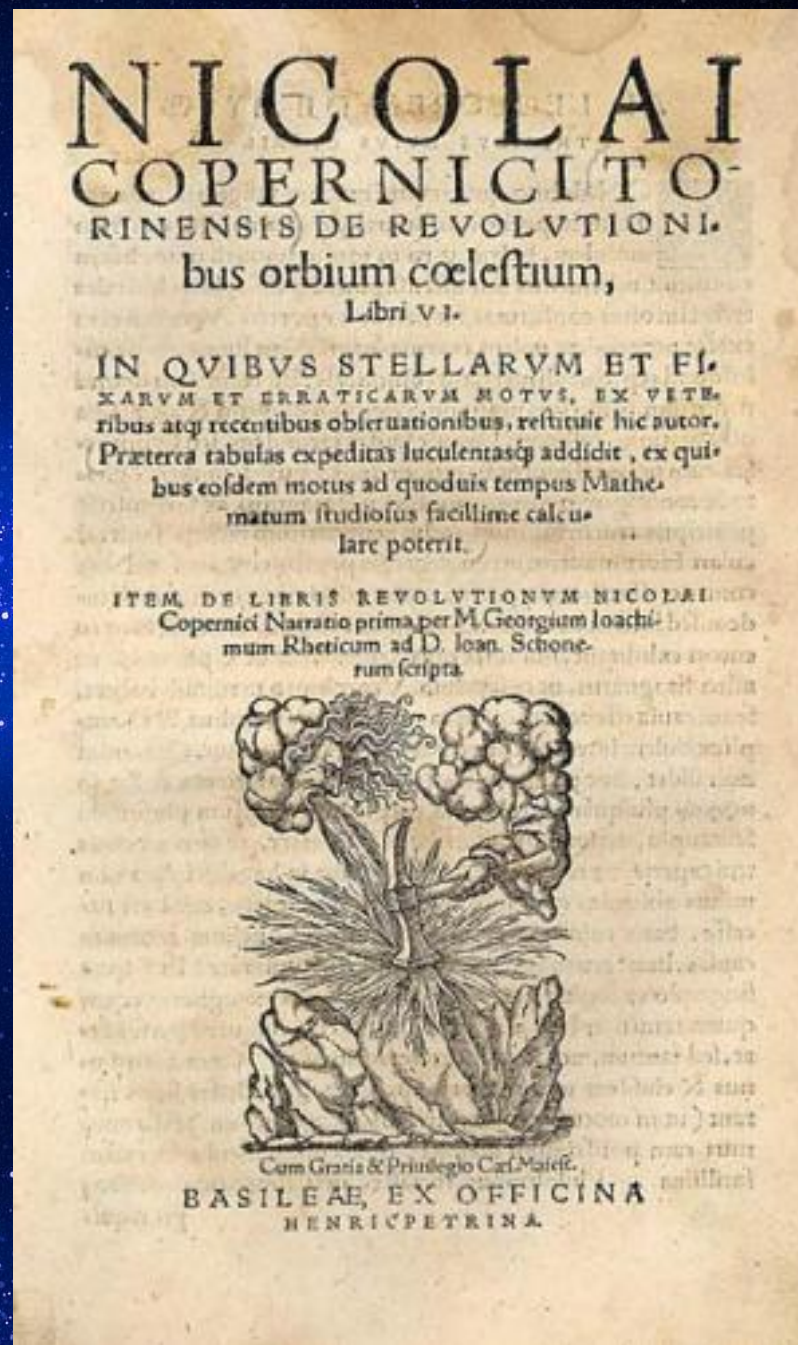 NICOLAI
COPERNICI TO-
RINENSIS DE REVOLVTIONI-
bus orbium cœleſtium,
Libri VI.
IN QVIBVS STELLARVM ET FI-
XARVM ET ERRATICARVM MOTVS, EX VETE-
ribus atqꝫ recentibus obſeruationibus, reſtituit hic autor.
Præterea tabulas expeditas luculentasqꝫ addidit, ex qui-
bus eoſdem motus ad quoduis tempus Mathe-
matum ſtudioſus facillime calcu-
lare poterit.
ITEM, DE LIBRIS REVOLVTIONVM NICOLAI
Copernici Narratio prima, per M. Georgium Ioachi-
mum Rheticum ad D. Ioan. Schone-
rum ſcripta.
Cum Gratia & Priuilegio Cæſ. Maieſt.
BASILEAE, EX OFFICINA
HENRICPETRINA.